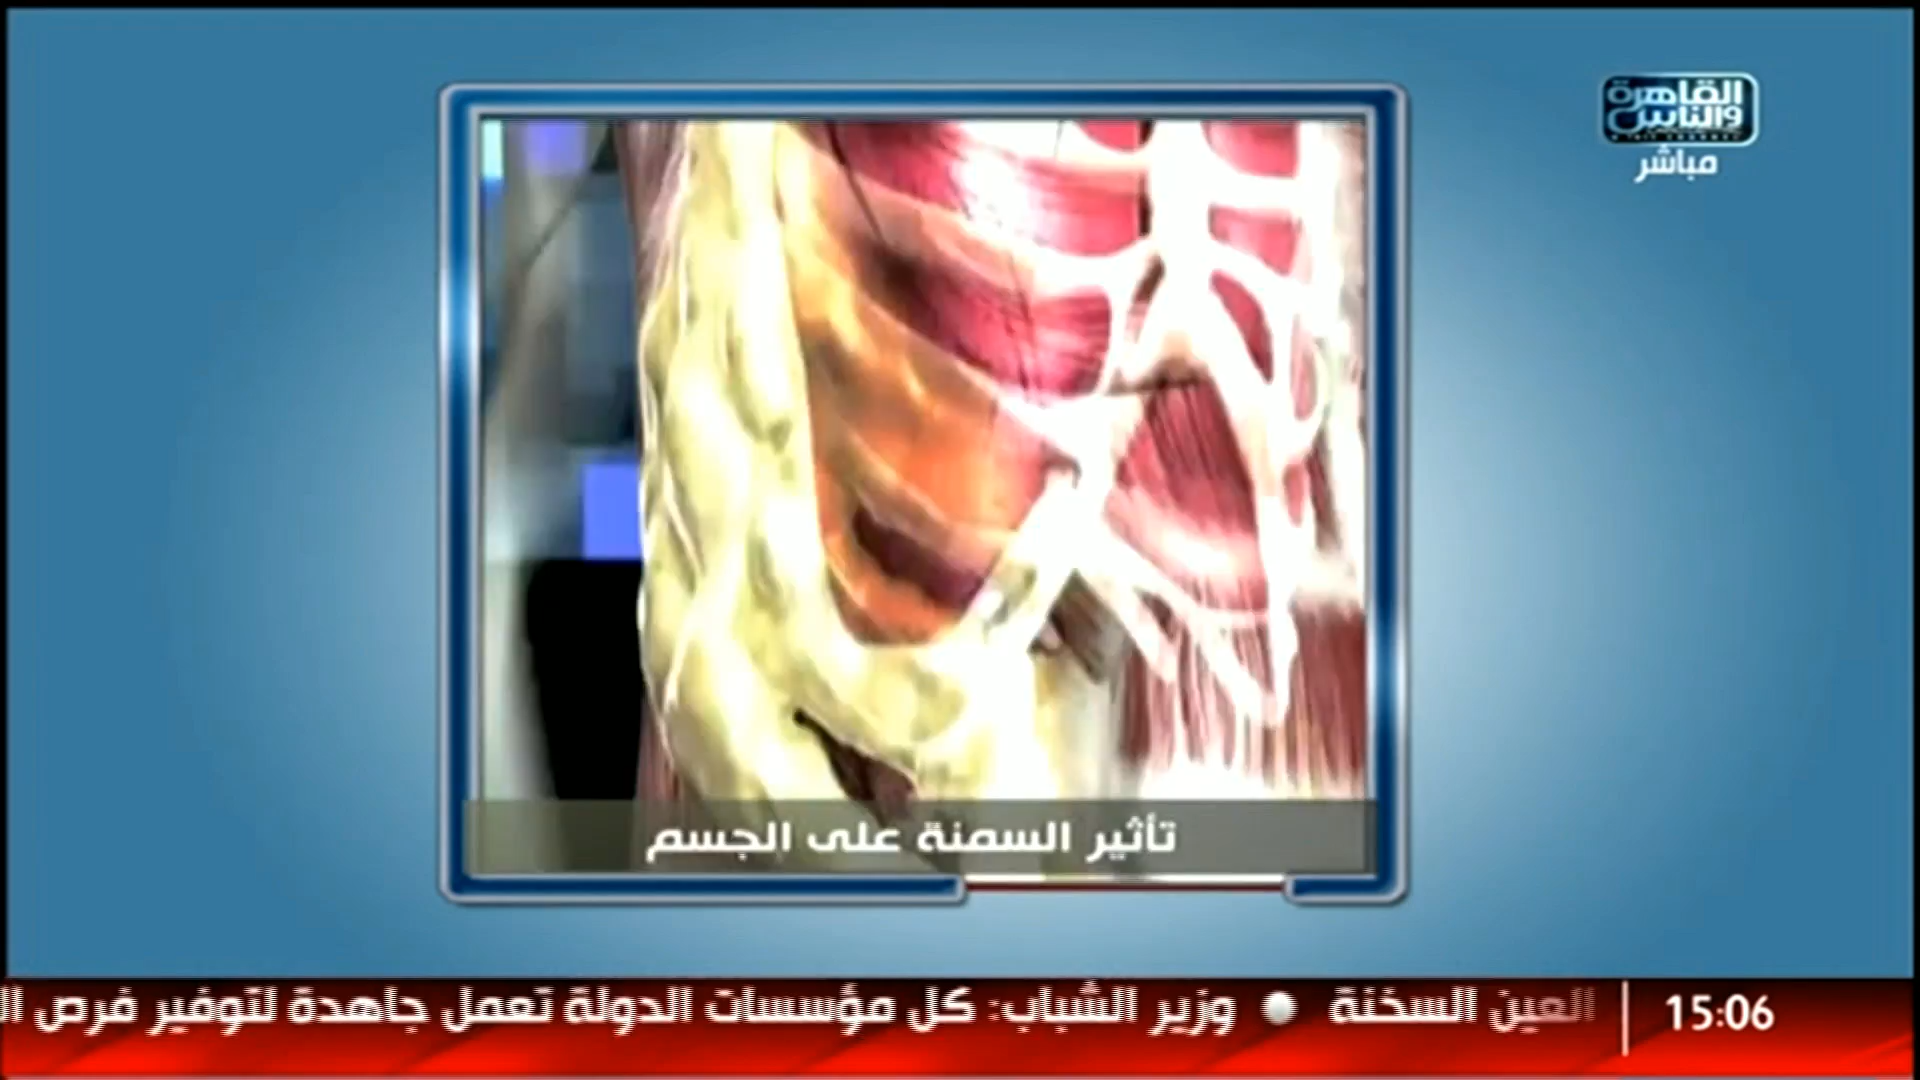 القاهرة
والناس
مباشر
تأثير السمنة على الجسم
العين السخنة ● وزير الشباب: كل مؤسسات الدولة تعمل جاهدة لتوفير فرص
15:06